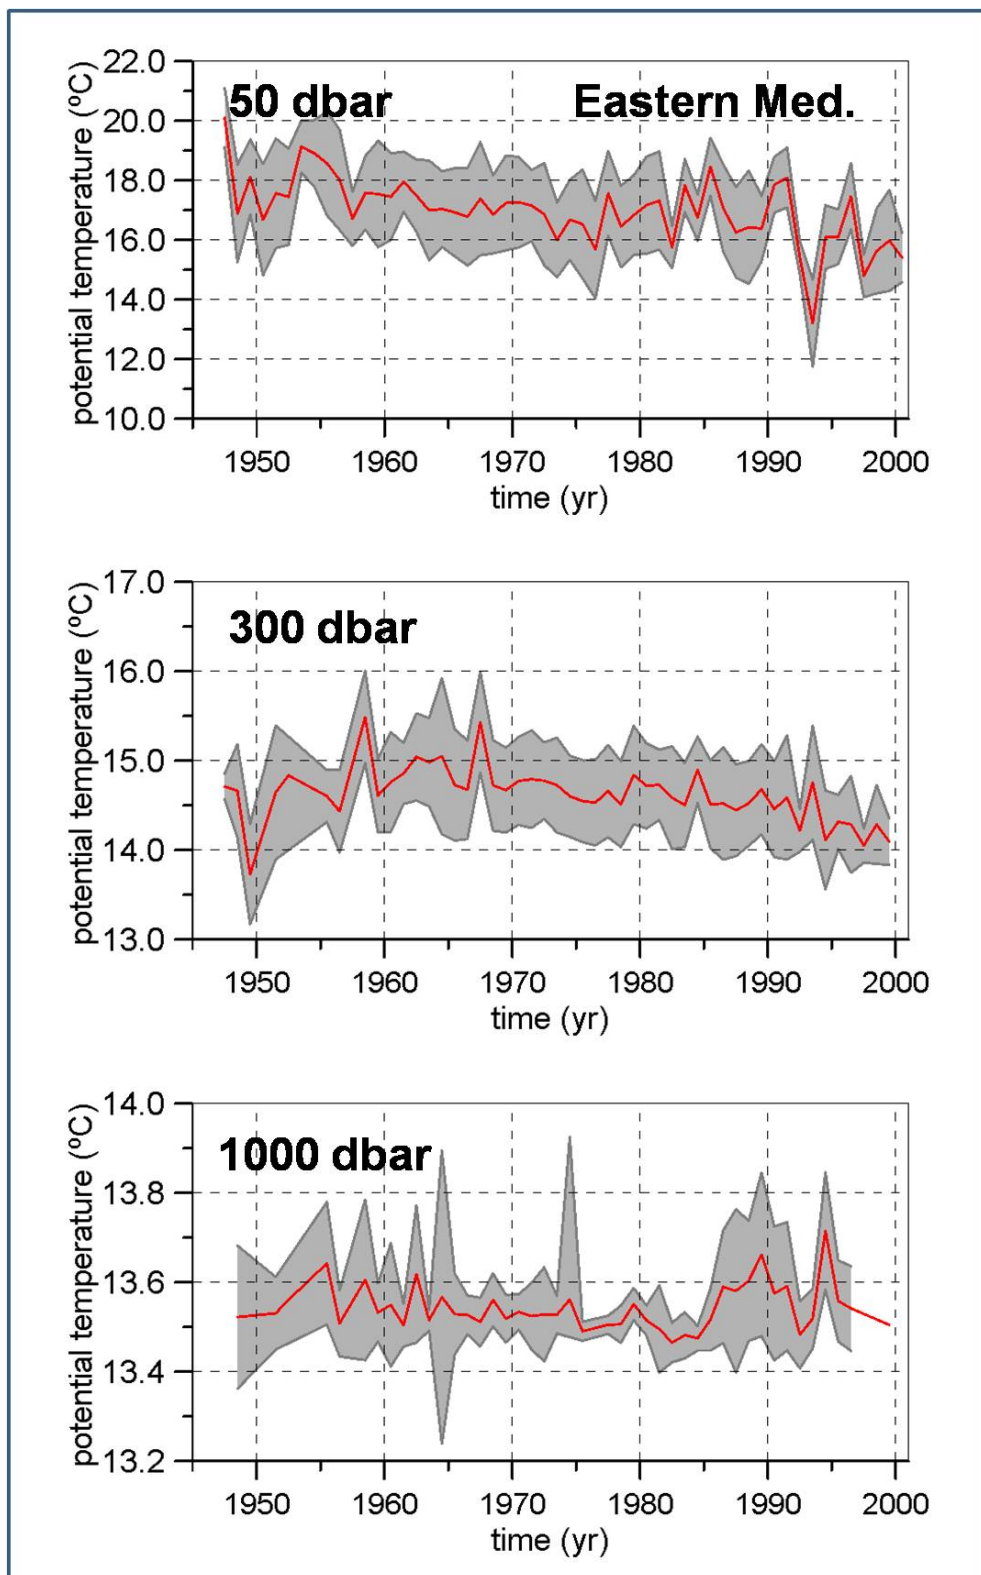 22.0
50 dbar Eastern Med.
20.0
18.0
16.0
14.0
12.0
10.0
potential temperature (ºC)
1950 1960 1970 1980 1990 2000
time (yr)
17.0
300 dbar
16.0
15.0
14.0
13.0
potential temperature (ºC)
1950 1960 1970 1980 1990 2000
time (yr)
14.0
1000 dbar
13.8
13.6
13.4
13.2
potential temperature (ºC)
1950 1960 1970 1980 1990 2000
time (yr)